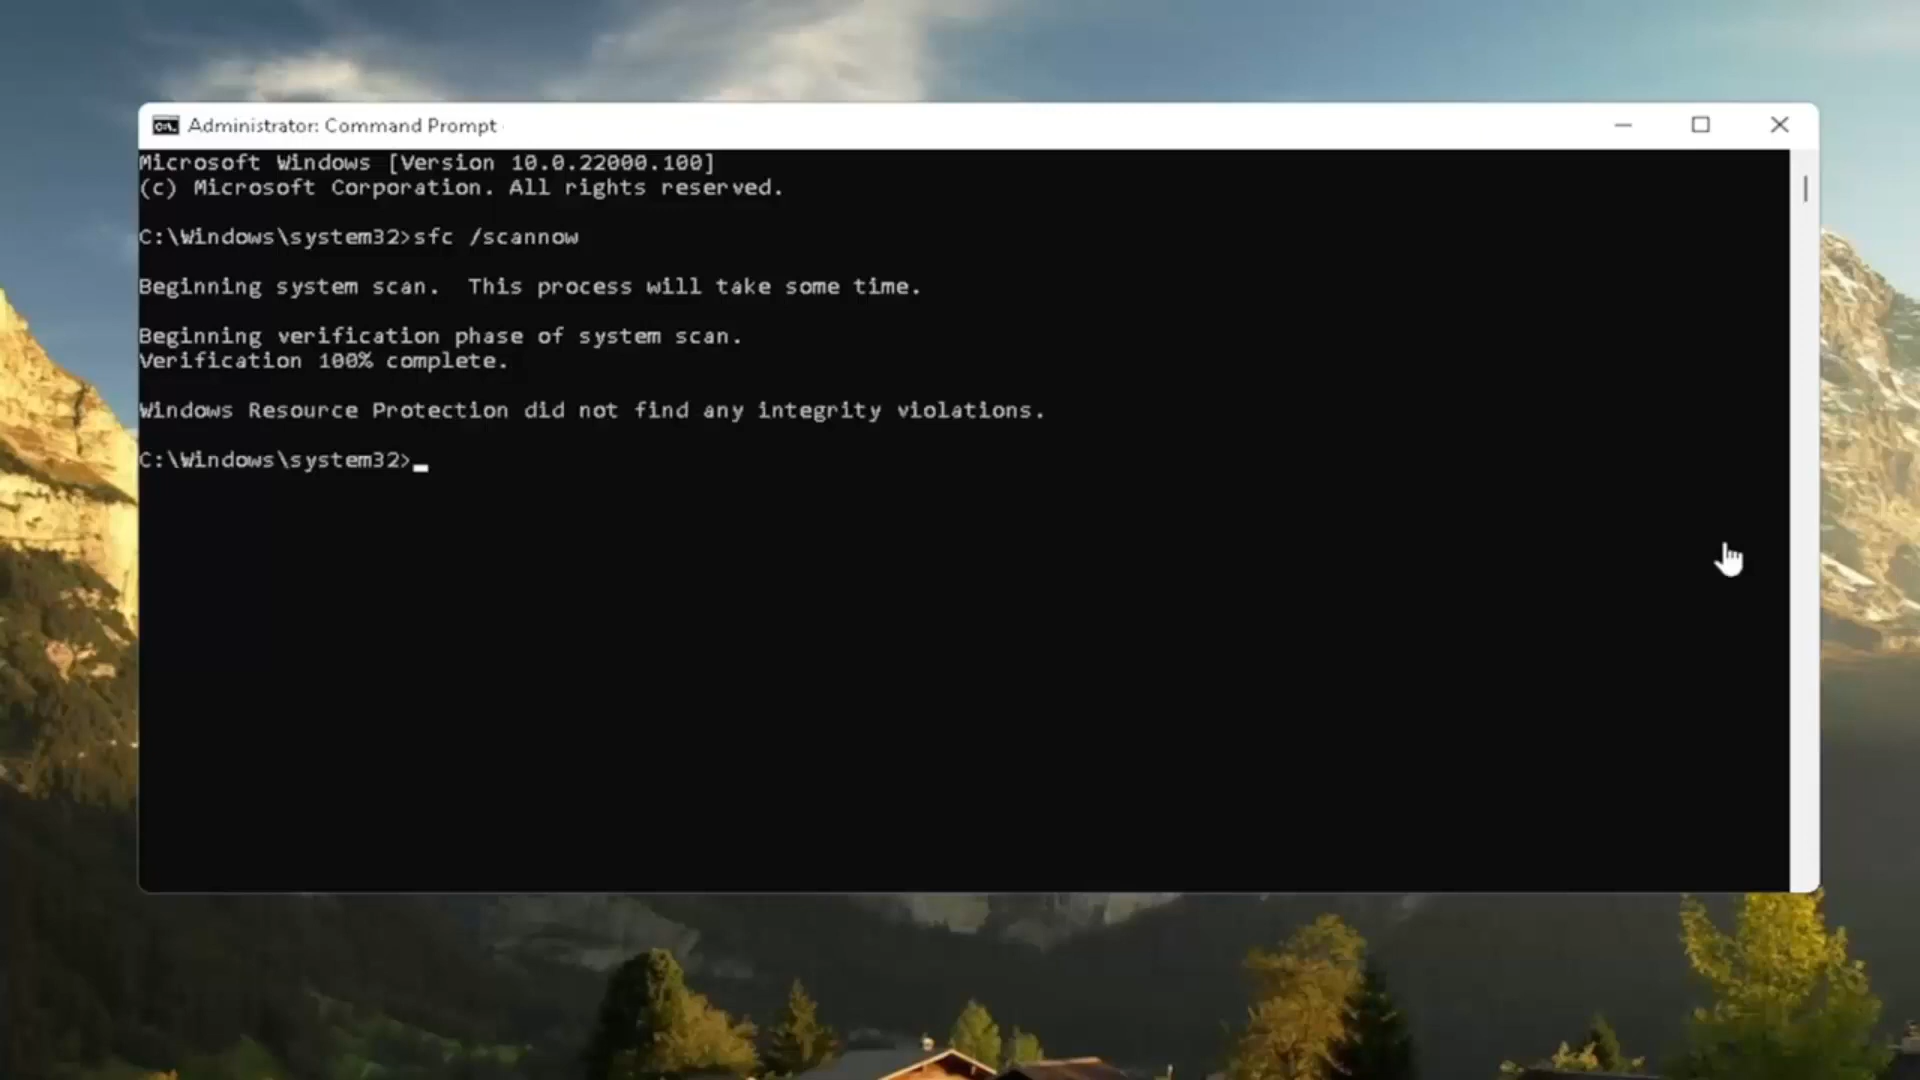 Administrator: Command Prompt
Microsoft Windows [Version 10.0.22000.100]
(c) Microsoft Corporation. All rights reserved.
C:\Windows\system32>sfc /scannow
Beginning system scan.  This process will take some time.
Beginning verification phase of system scan.
Verification 100% complete.
Windows Resource Protection did not find any integrity violations.
C:\Windows\system32>